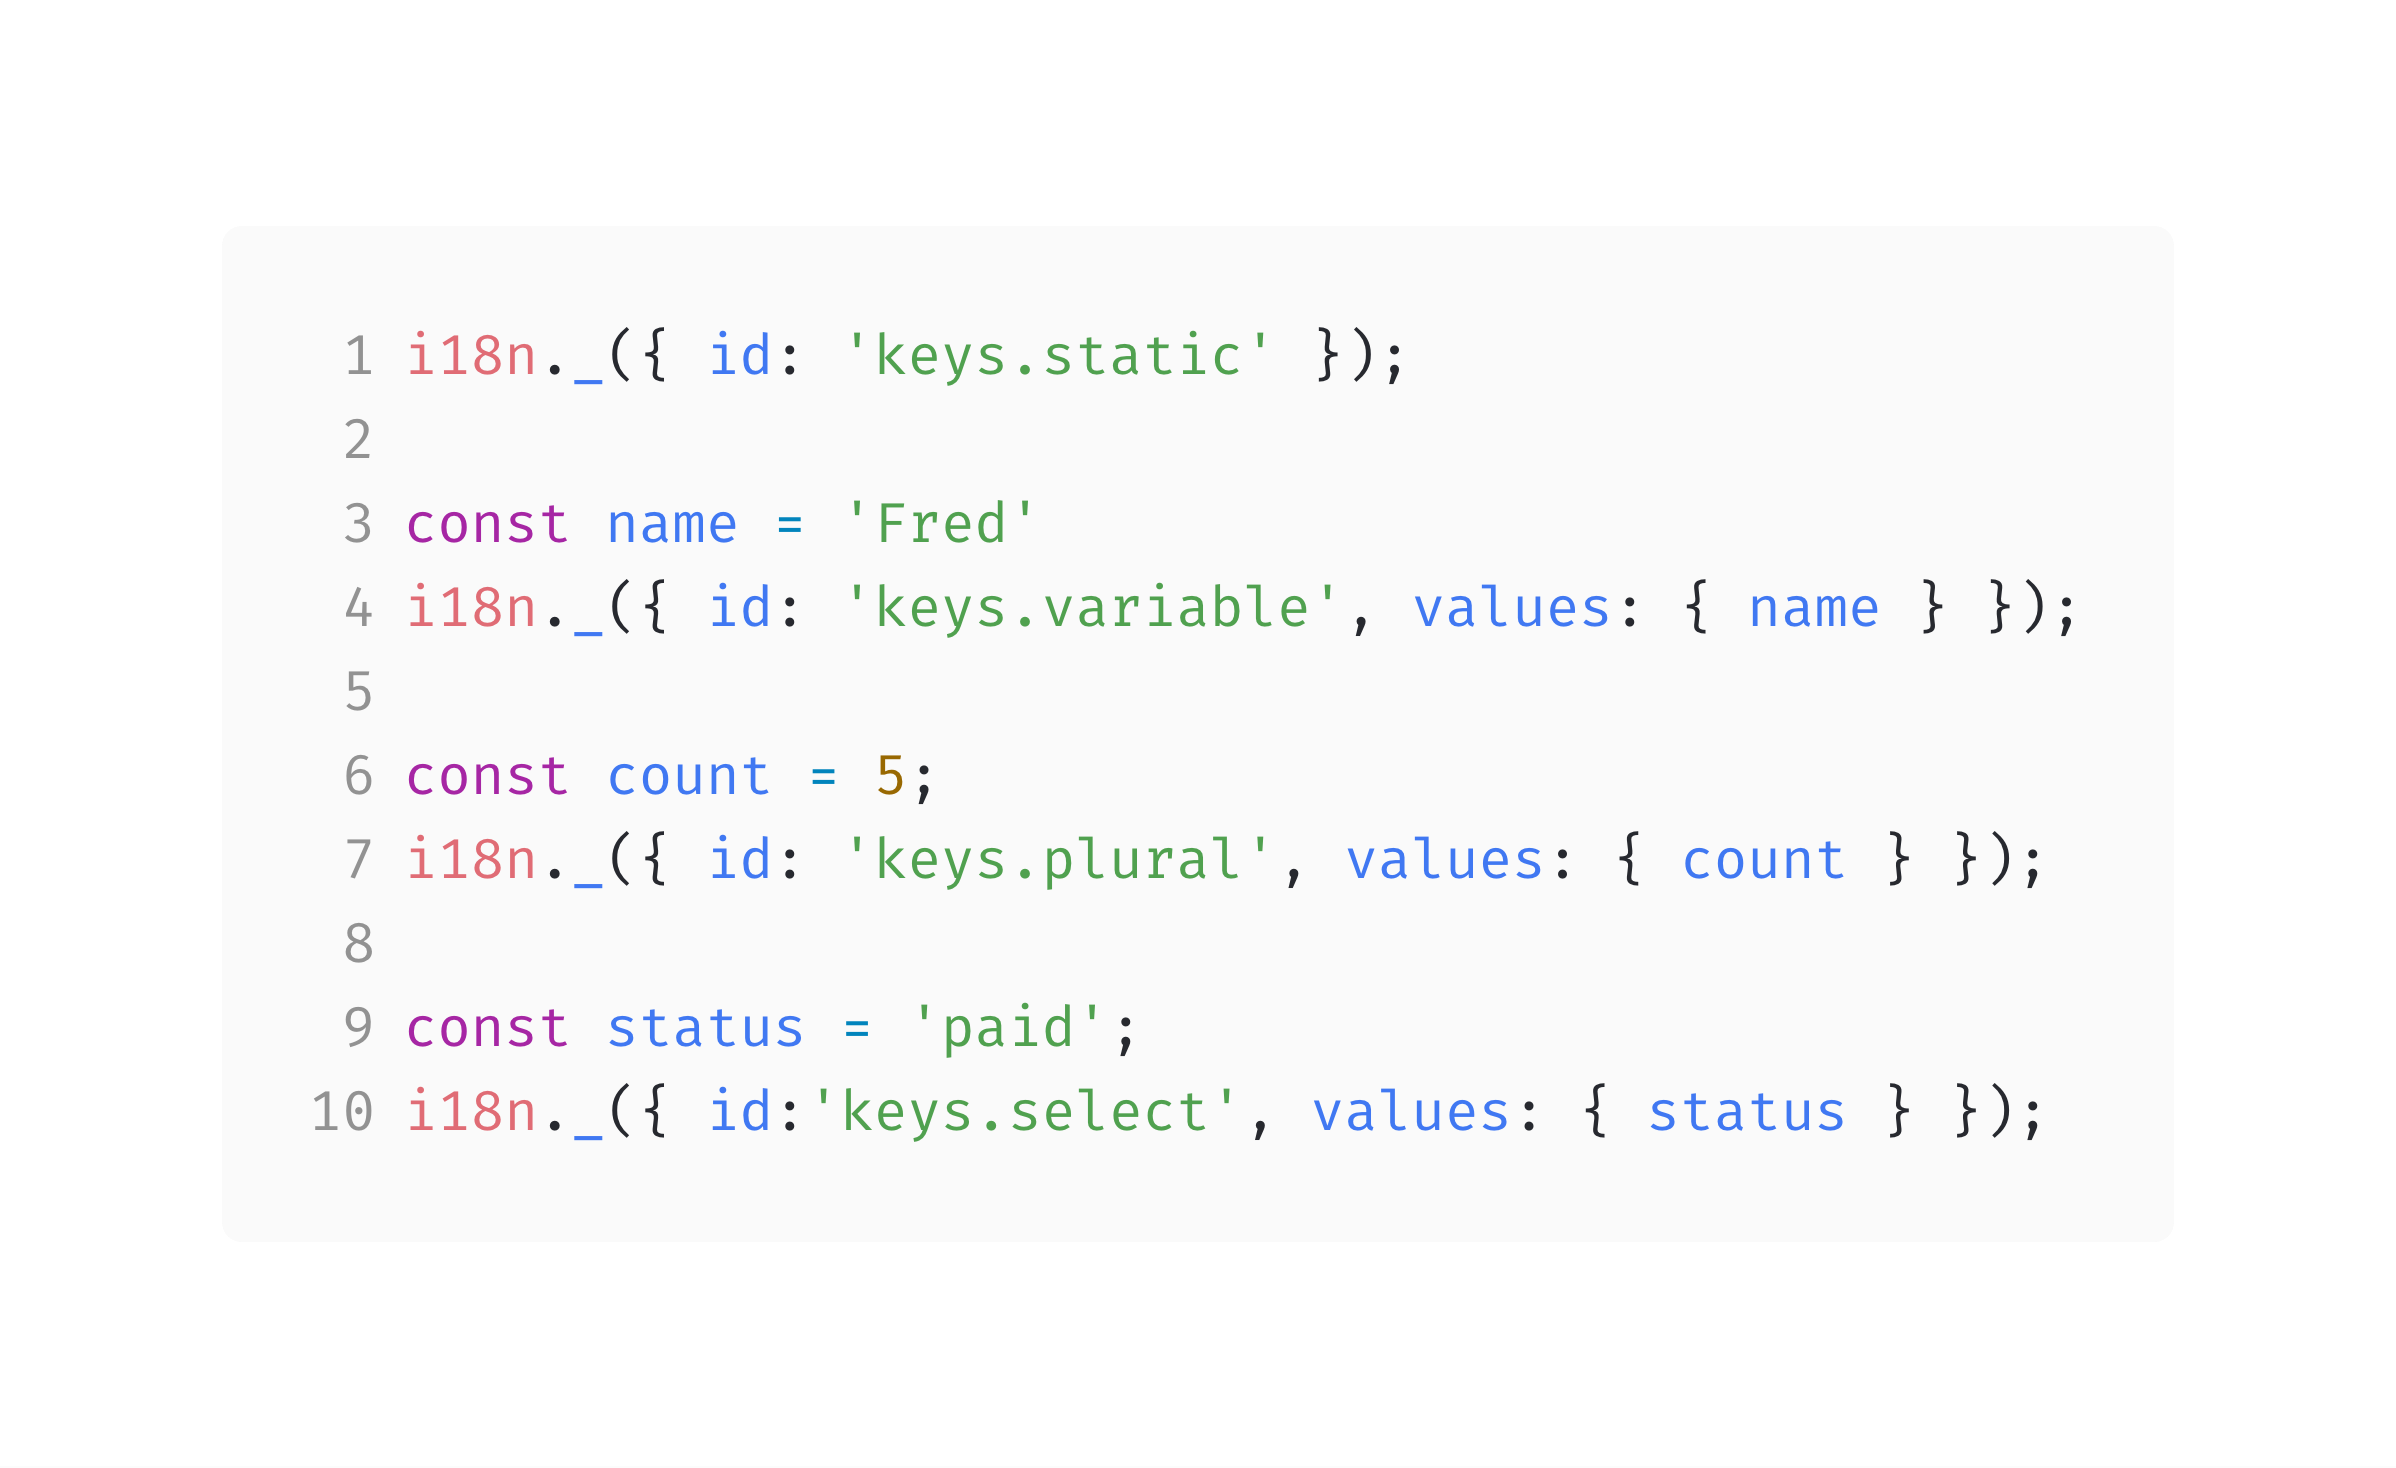 1 i18n._({ id: 'keys.static' });
2
3 const name = 'Fred'
4 i18n._({ id: 'keys.variable', values: { name } });
5
6 const count = 5;
7 i18n._({ id: 'keys.plural', values: { count } });
8
9 const status = 'paid';
10 i18n._({ id:'keys.select', values: { status } });